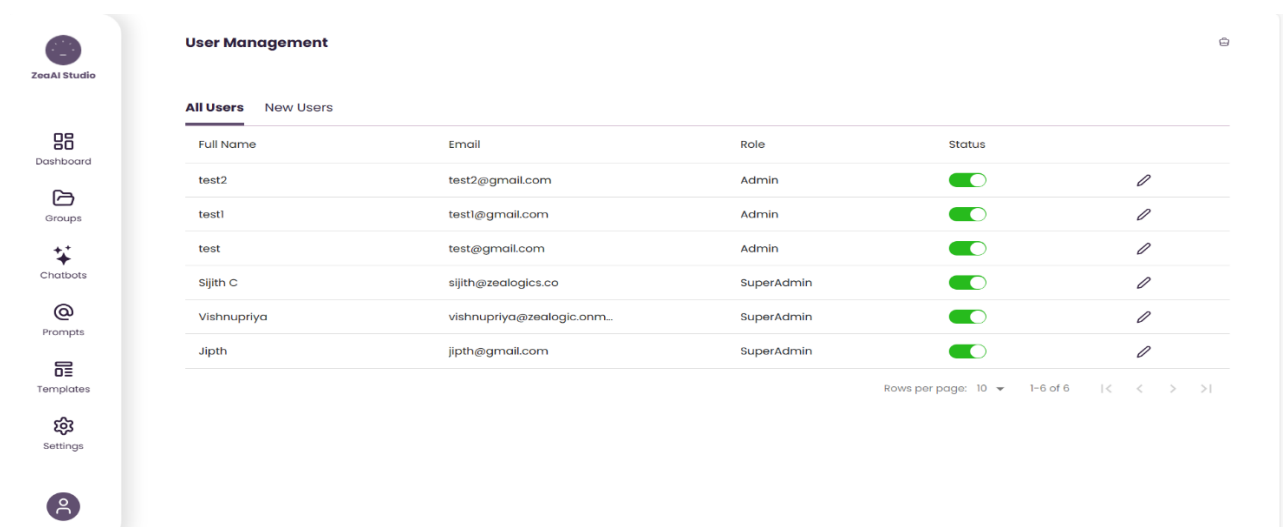 ZeaAI Studio
Dashboard
Groups
Chatbots
Prompts
Templates
Settings
User Management
All Users New Users
Full Name Email Role Status
test2 test2@gmail.com Admin
test1 test1@gmail.com Admin
test test@gmail.com Admin
Sijith C sijith@zealogics.co SuperAdmin
Vishnupriya vishnupriya@zealogic.onm... SuperAdmin
Jipth jipth@gmail.com SuperAdmin
Rows per page: 10 1-6 of 6